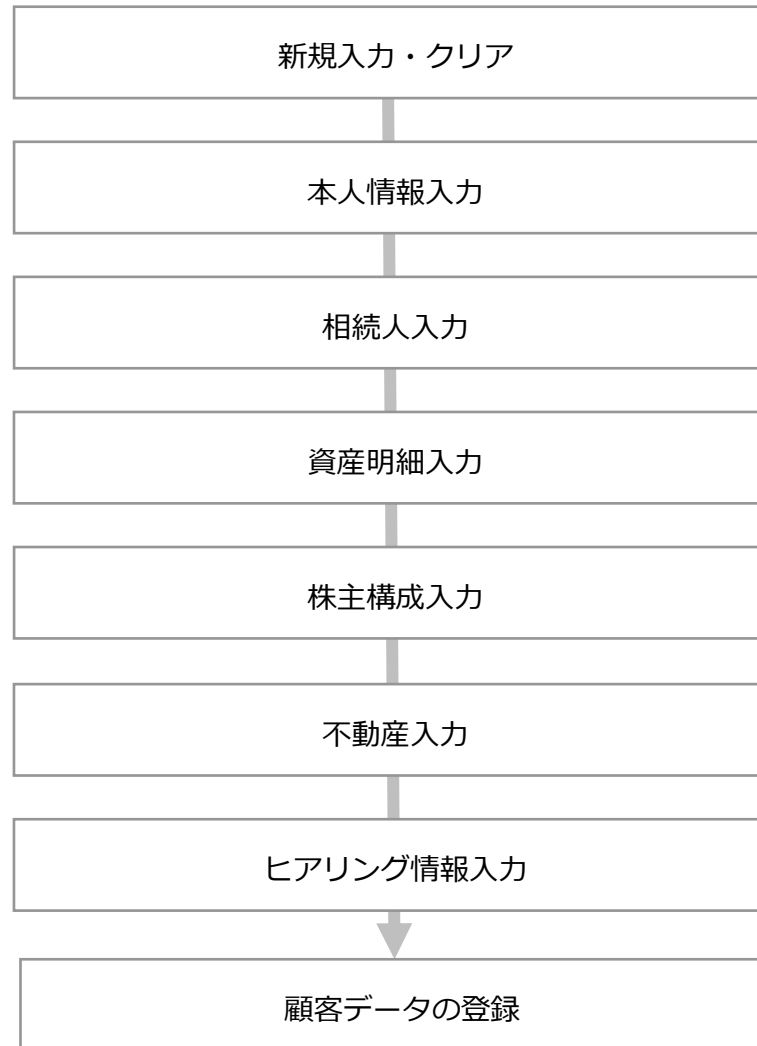 新規入力・クリア
本人情報入力
相続人入力
資産明細入力
株主構成入力
不動産入力
ヒアリング情報入力
顧客データの登録